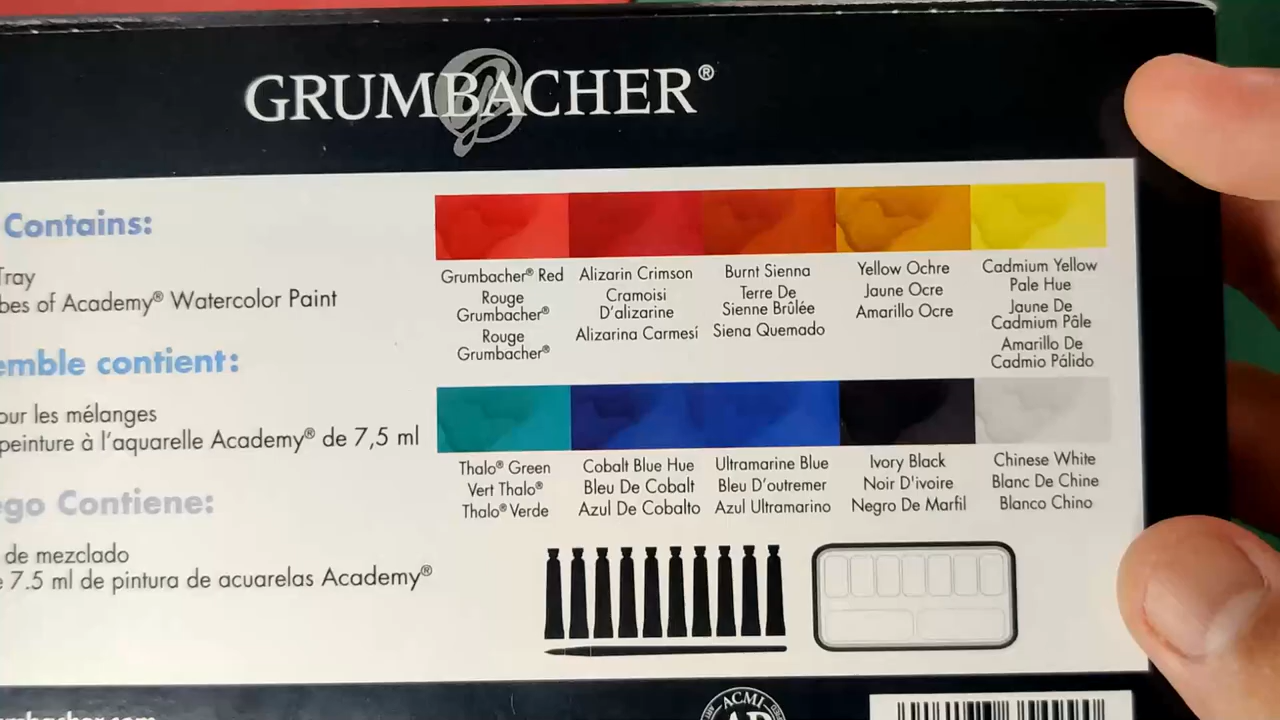 GRUMBACHER®
Contains:
Tray
bes of Academy® Watercolor Paint
emble contient:
our les mélanges
peinture à l'aquarelle Academy® de 7,5 ml
go Contiene:
de mezclado
e 7.5 ml de pintura de acuarelas Academy®
Grumbacher® Red
Rouge
Grumbacher®
Rouge
Grumbacher®
Alizarin Crimson
Cramoisi
D'alizarine
Alizarina Carmesí
Burnt Sienna
Terre De
Sienne Brûlée
Siena Quemado
Yellow Ochre
Jaune Ocre
Amarillo Ocre
Cadmium Yellow
Pale Hue
Jaune De
Cadmium Pâle
Amarillo De
Cadmio Pálido
Thalo® Green
Vert Thalo®
Thalo® Verde
Cobalt Blue Hue
Bleu De Cobalt
Azul De Cobalto
Ultramarine Blue
Bleu D'outremer
Azul Ultramarino
Ivory Black
Noir D'ivoire
Negro De Marfil
Chinese White
Blanc De Chine
Blanco Chino
ACMI